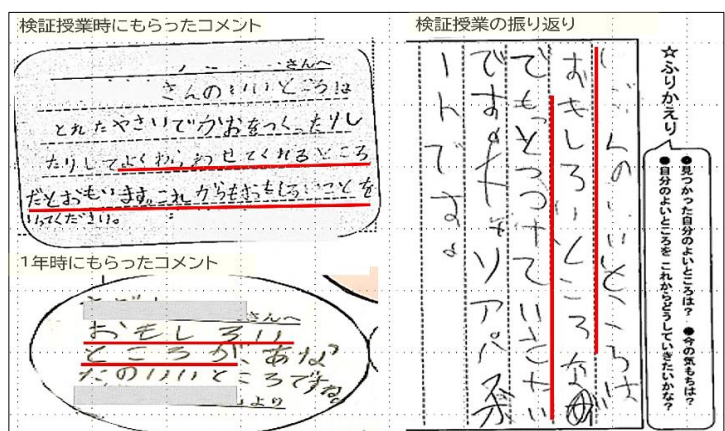 検証授業時にもらったコメント
さんへ
さんのいいところは
とれたやさいでかおをつくったりし
たりしてよくわらわせてくれるところ
だとおもいます。これからもおもしろいことを
いってください。
1年時にもらったコメント
さんへ
おもしろい
ところが、あな
たのいいところですね。
より
検証授業の振り返り
☆ふりかえり
●見つかった自分のよいところは？ ●今の気もちは？
●自分のよいところを これからどうしていきたいかな？
じぶんのいいところは
おもしろいところなので
でもっとつづけていきたい
です。
ートです。